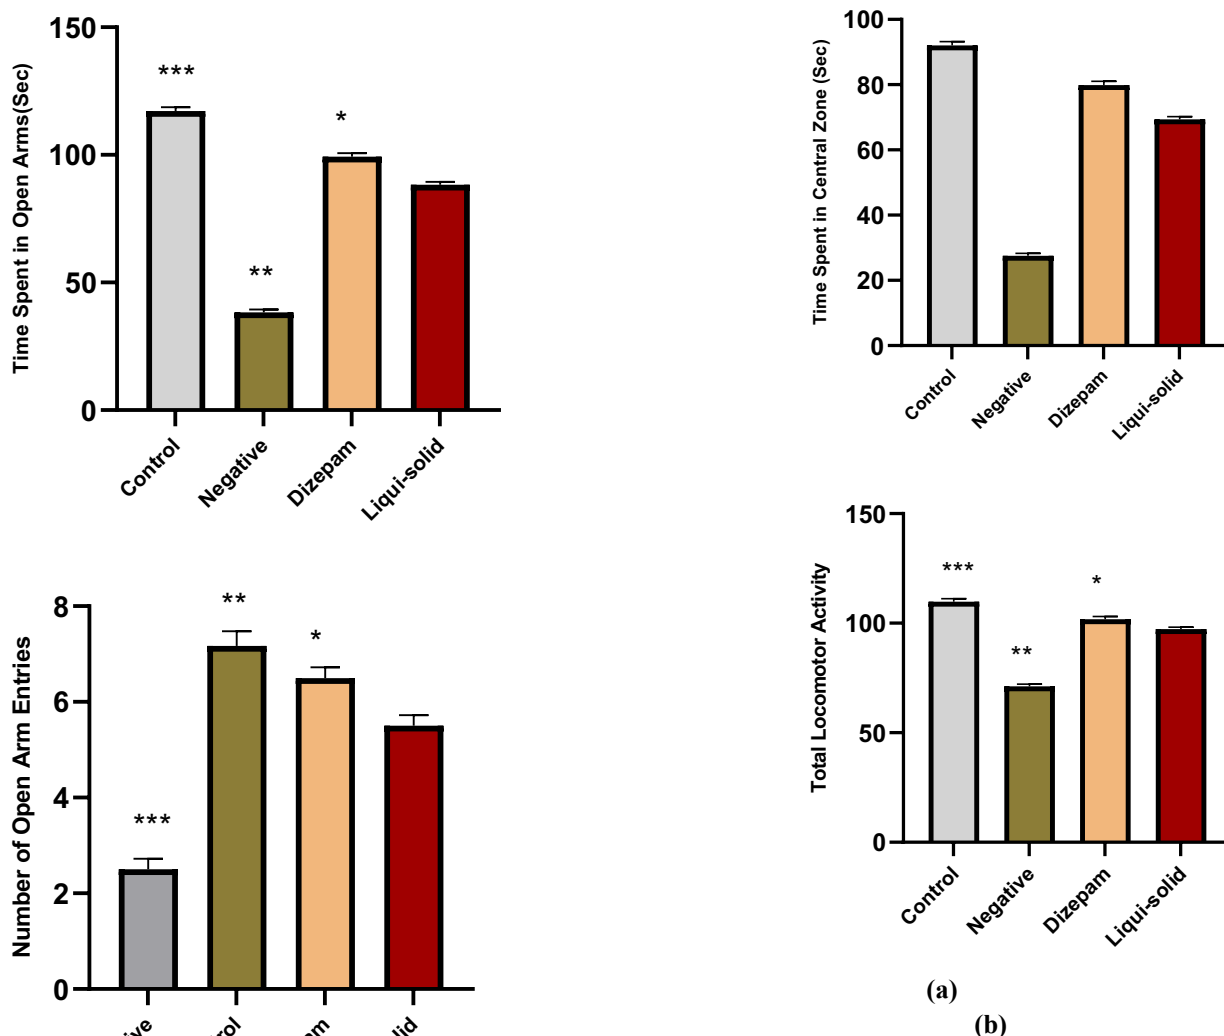 Time Spent in Open Arms(Sec)
150
100
50
0
***
**
*
Control
Negative
Dizepam
Liqui-solid
Time Spent in Central Zone (Sec)
100
80
60
40
20
0
Control
Negative
Dizepam
Liqui-solid
Number of Open Arm Entries
8
6
4
2
0
***
**
*
Total Locomotor Activity
150
100
50
0
***
**
*
Control
Negative
Dizepam
Liqui-solid
(a)
(b)